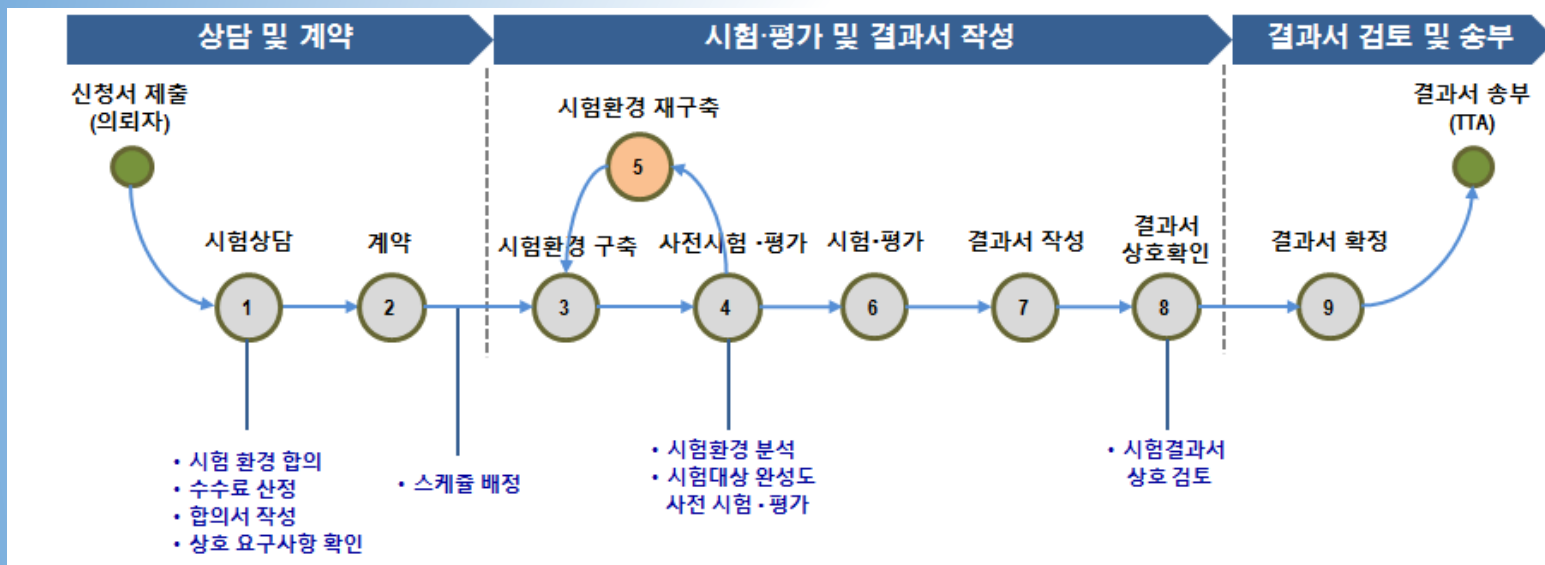 상담 및 계약
시험·평가 및 결과서 작성
결과서 검토 및 송부
신청서 제출
(의뢰자)
시험환경 재구축
결과서 송부
(TTA)
5
시험상담
계약
시험환경 구축
사전시험 ·평가
시험·평가
결과서 작성
결과서
상호확인
결과서 확정
1
2
3
4
6
7
8
9
• 시험 환경 합의
• 수수료 산정
• 합의서 작성
• 상호 요구사항 확인
• 스케쥴 배정
• 시험환경 분석
• 시험대상 완성도
사전 시험 · 평가
• 시험결과서
상호 검토